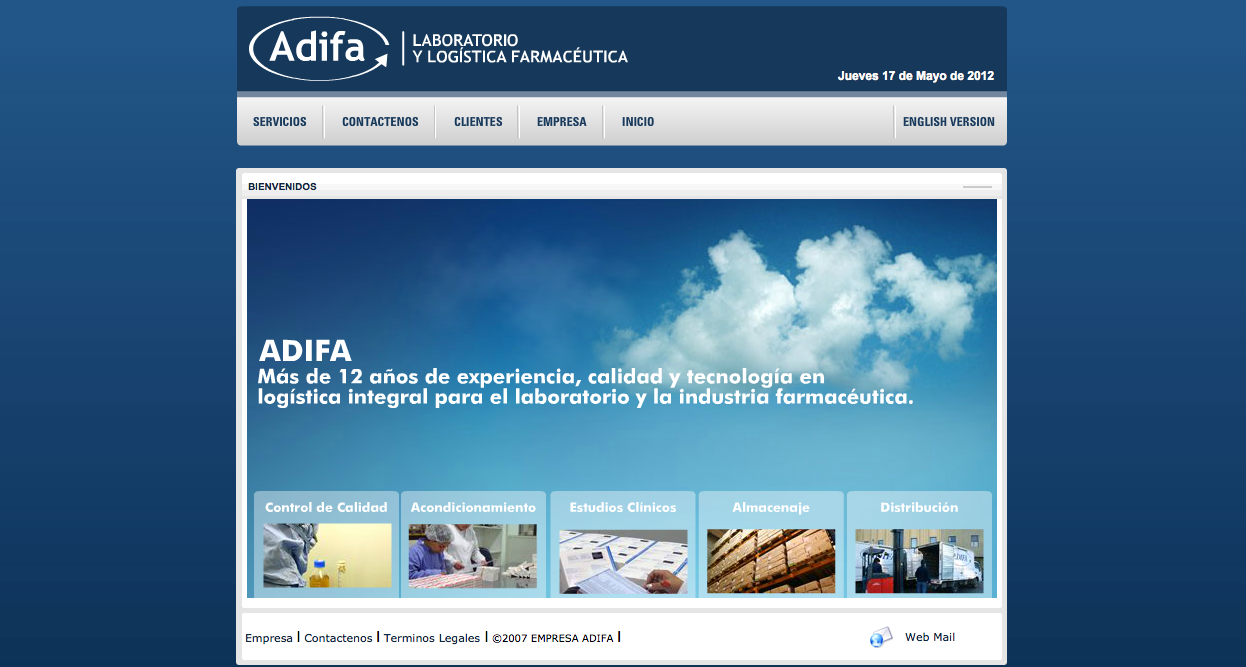 Adifa
LABORATORIO
Y LOGÍSTICA FARMACÉUTICA
Jueves 17 de Mayo de 2012
SERVICIOS
CONTACTENOS
CLIENTES
EMPRESA
INICIO
ENGLISH VERSION
BIENVENIDOS
ADIFA
Más de 12 años de experiencia, calidad y tecnología en
logística integral para el laboratorio y la industria farmacéutica.
Control de Calidad
Acondicionamiento
Estudios Clínicos
Almacenaje
Distribución
Empresa | Contactenos | Terminos Legales | ©2007 EMPRESA ADIFA |
Web Mail